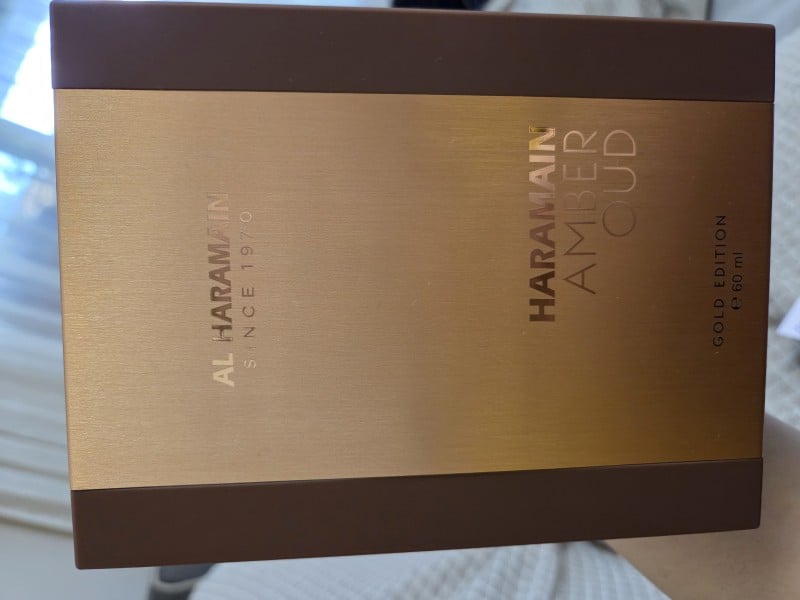 AL HARAMAIN
SINCE 1970
HARAMAIN
AMBER
OUD
GOLD EDITION
℮ 60 ml